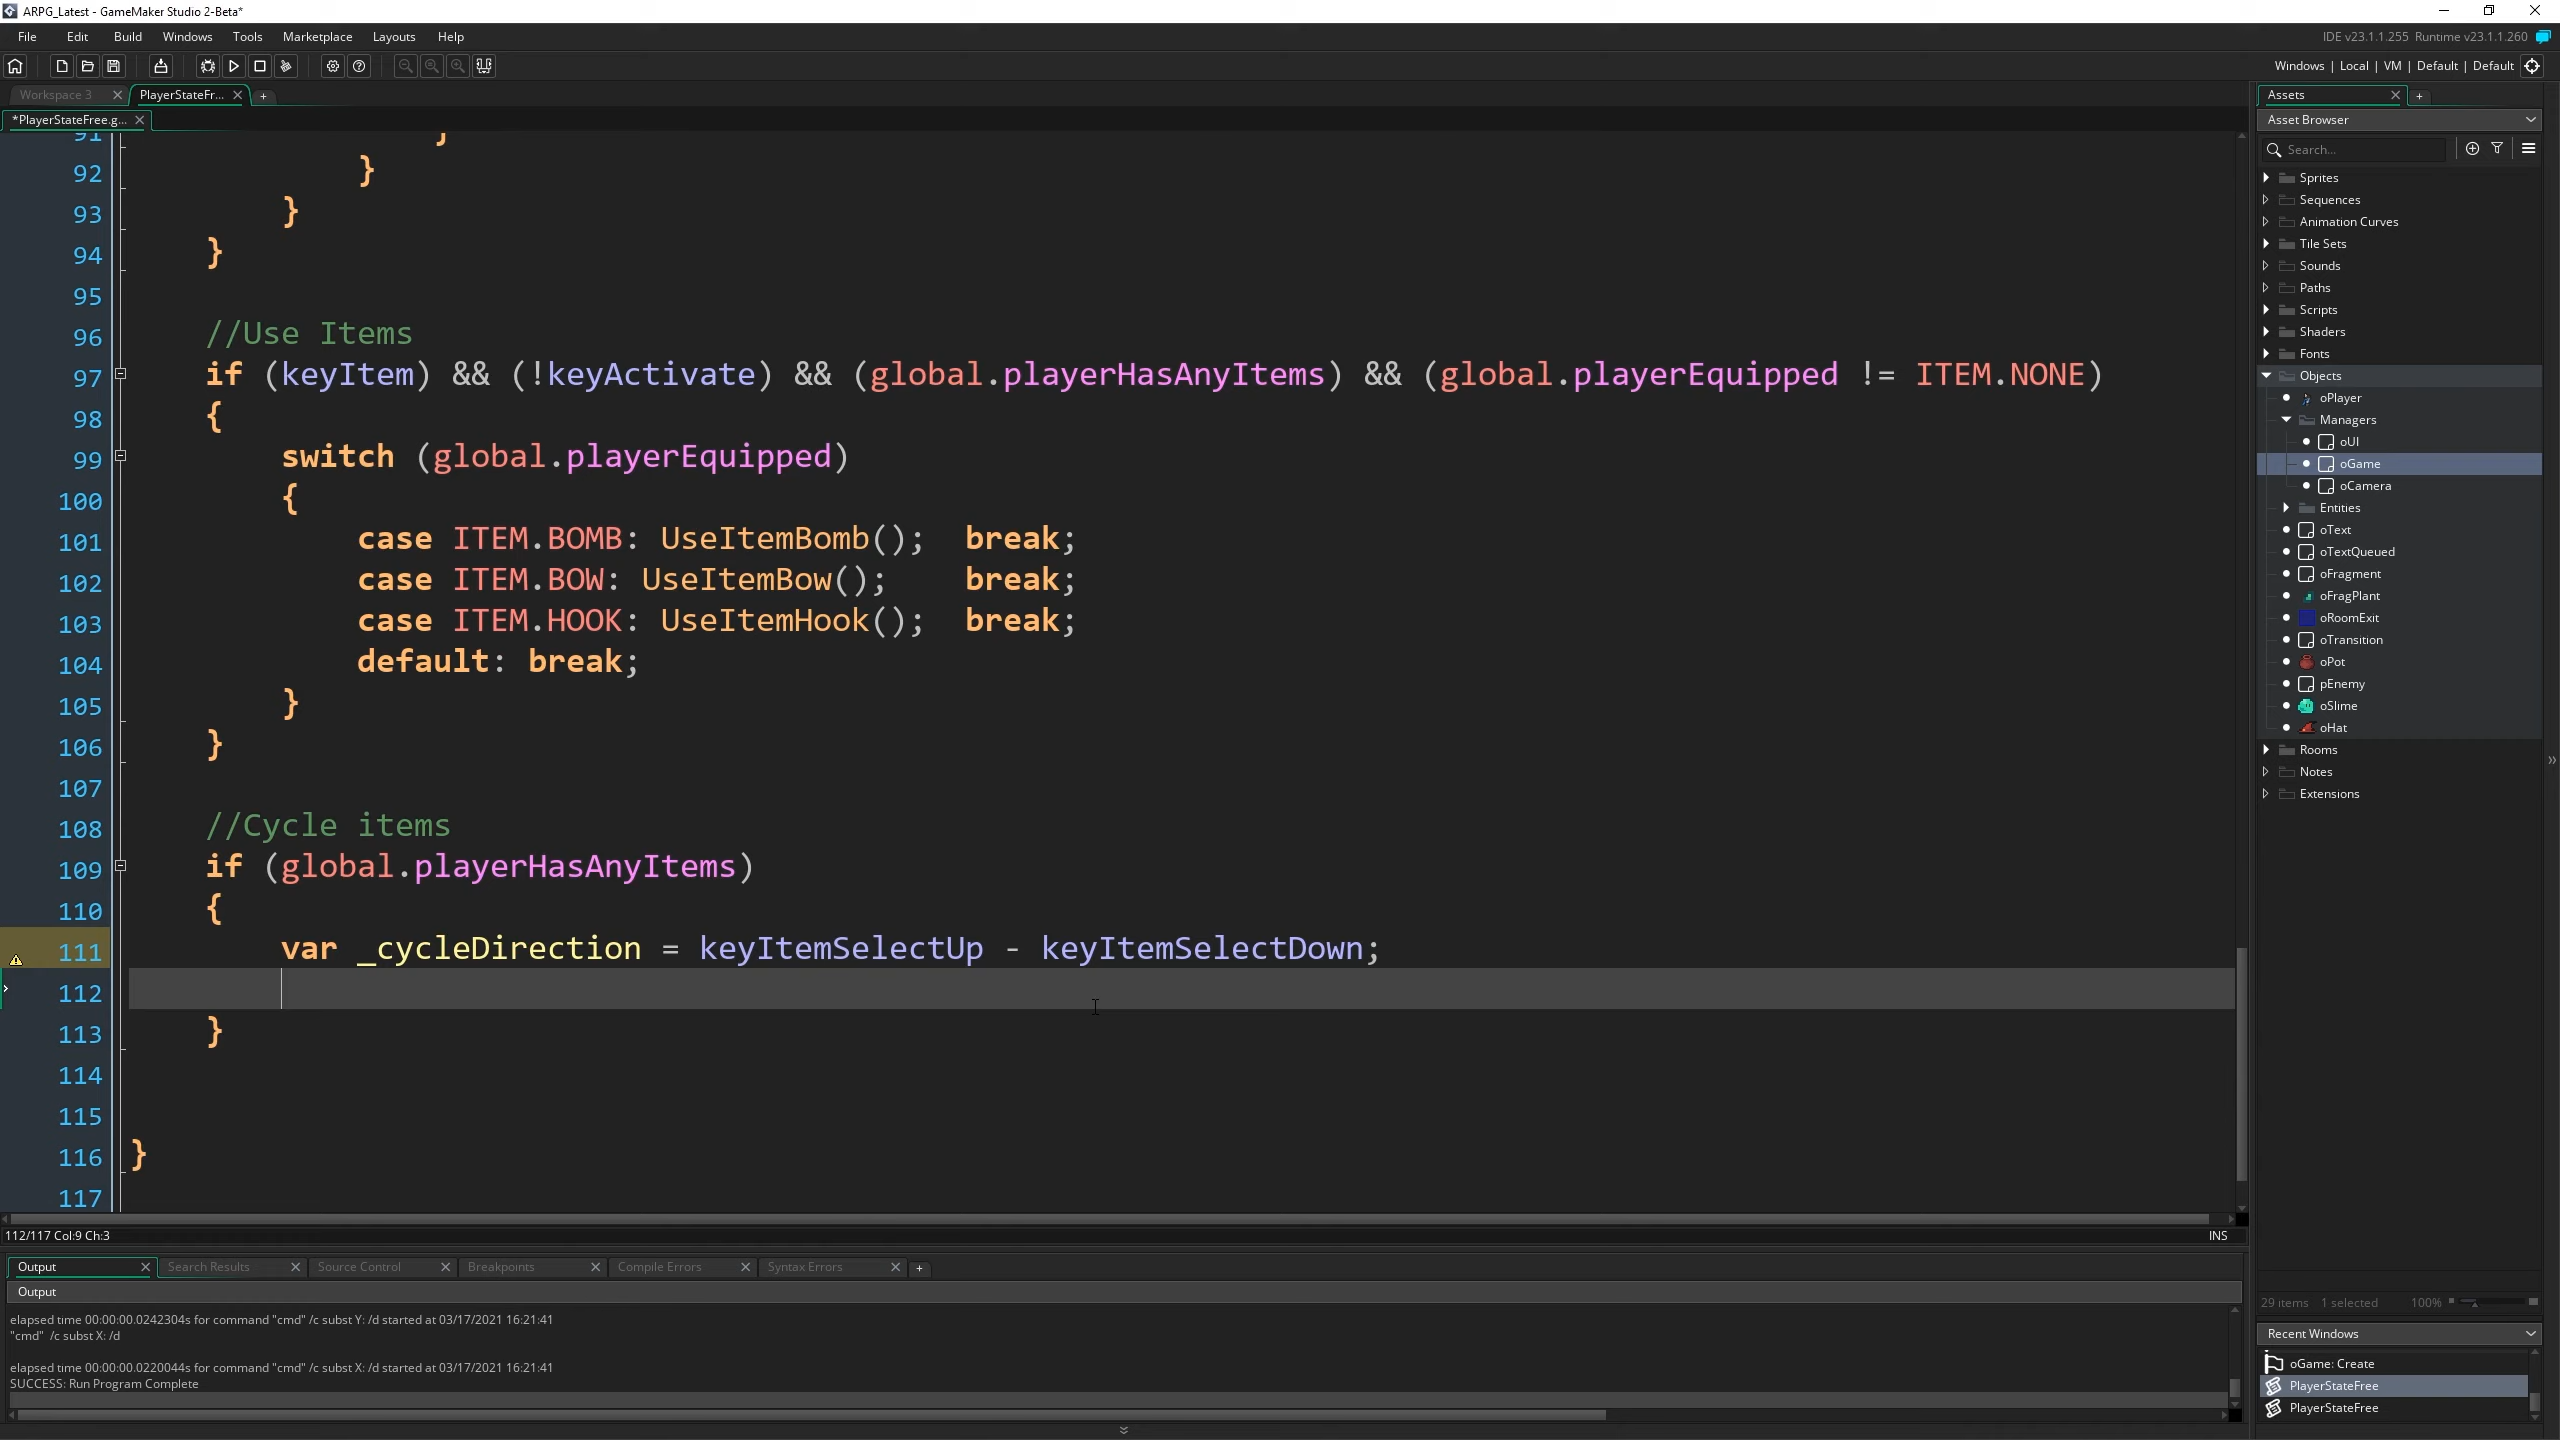 ARPG_Latest - GameMaker Studio 2-Beta*
File Edit Build Windows Tools Marketplace Layouts Help
IDE v23.1.1.255 Runtime v23.1.1.260
Windows | Local | VM | Default | Default
Workspace 3
PlayerStateFr...
*PlayerStateFree.g...
91 }
92 }
93 }
94 }
95
96 //Use Items
97 if (keyItem) && (!keyActivate) && (global.playerHasAnyItems) && (global.playerEquipped != ITEM.NONE)
98 {
99 switch (global.playerEquipped)
100 {
101 case ITEM.BOMB: UseItemBomb(); break;
102 case ITEM.BOW: UseItemBow(); break;
103 case ITEM.HOOK: UseItemHook(); break;
104 default: break;
105 }
106 }
107
108 //Cycle items
109 if (global.playerHasAnyItems)
110 {
111 var _cycleDirection = keyItemSelectUp - keyItemSelectDown;
112
113 }
114
115
116 }
117
112/117 Col:9 Ch:3
INS
Output Search Results Source Control Breakpoints Compile Errors Syntax Errors
Output
elapsed time 00:00:00.0242304s for command "cmd" /c subst Y: /d started at 03/17/2021 16:21:41
"cmd" /c subst X: /d
elapsed time 00:00:00.0220044s for command "cmd" /c subst X: /d started at 03/17/2021 16:21:41
SUCCESS: Run Program Complete
Assets
Asset Browser
Search...
Sprites
Sequences
Animation Curves
Tile Sets
Sounds
Paths
Scripts
Shaders
Fonts
Objects
oPlayer
Managers
oUI
oGame
oCamera
Entities
oText
oTextQueued
oFragment
oFragPlant
oRoomExit
oTransition
oPot
pEnemy
oSlime
oHat
Rooms
Notes
Extensions
29 items 1 selected 100%
Recent Windows
oGame: Create
PlayerStateFree
PlayerStateFree